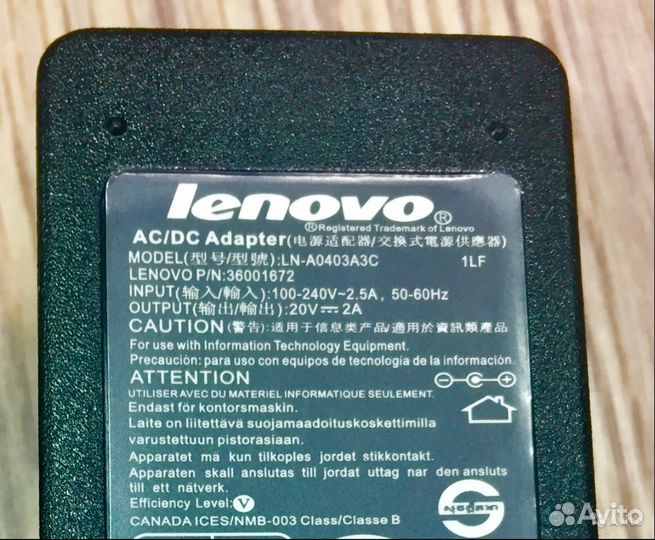 lenovo®
®Registered Trademark of Lenovo
AC/DC Adapter(电源适配器/交換式電源供應器)
MODEL(型号/型號):LN-A0403A3C 1LF
LENOVO P/N:36001672
INPUT(输入/輸入):100-240V~2.5A, 50-60Hz
OUTPUT(输出/輸出):20V⎓2A
CAUTION (警告):适用于信息类产品/適用於資訊類產品
For use with Information Technology Equipment.
Precaución: para uso con equipos de tecnología de la información.
ATTENTION
UTILISER AVEC DU MATERIEL INFORMATIQUE SEULEMENT.
Endast för kontorsmaskin.
Laite on liitettävä suojamaadoituskoskettimilla
varustettuun pistorasiaan.
Apparatet må kun tilkoples jordet stikkontakt.
Apparaten skall anslutas till jordat uttag när den ansluts
till ett nätverk.
Efficiency Level:Ⓥ
CANADA ICES/NMB-003 Class/Classe B
Avito